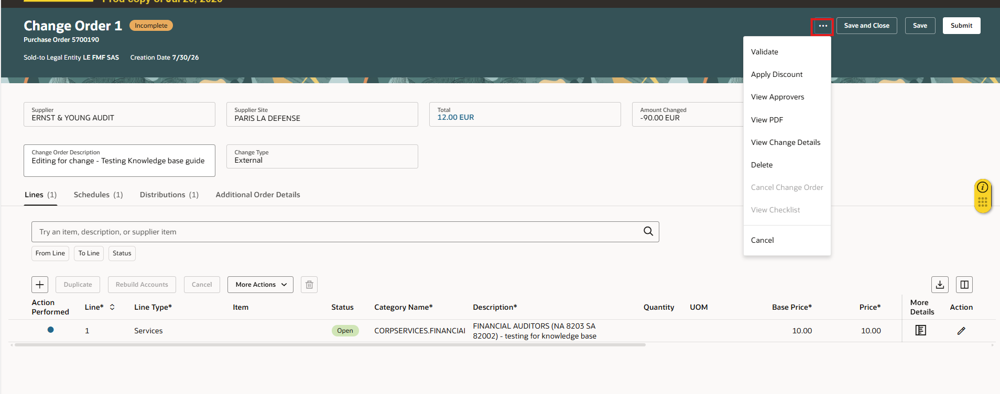 Prod copy of Jul 20, 2026
Change Order 1 Incomplete
Purchase Order 5700190
Sold-to Legal Entity LE FMF SAS Creation Date 7/30/26
... Save and Close Save Submit
Validate
Apply Discount
View Approvers
View PDF
View Change Details
Delete
Cancel Change Order
View Checklist
Cancel
Supplier
ERNST & YOUNG AUDIT
Supplier Site
PARIS LA DEFENSE
Total
12.00 EUR
Amount Changed
-90.00 EUR
Change Order Description
Editing for change - Testing Knowledge base guide
Change Type
External
Lines (1) Schedules (1) Distributions (1) Additional Order Details
Try an item, description, or supplier item
From Line To Line Status
Duplicate Rebuild Accounts Cancel More Actions
Action Performed Line* Line Type* Item Status Category Name* Description* Quantity UOM Base Price* Price* More Details Action
1 Services Open CORPSERVICES.FINANCIAL FINANCIAL AUDITORS (NA 8203 SA
82002) - testing for knowledge base 10.00 10.00